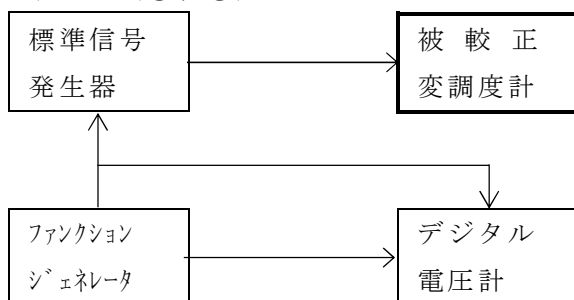 標準信号
発生器
被較正
変調度計
ﾌｧﾝｸｼｮﾝ
ｼﾞｪﾈﾚｰﾀ
デジタル
電圧計